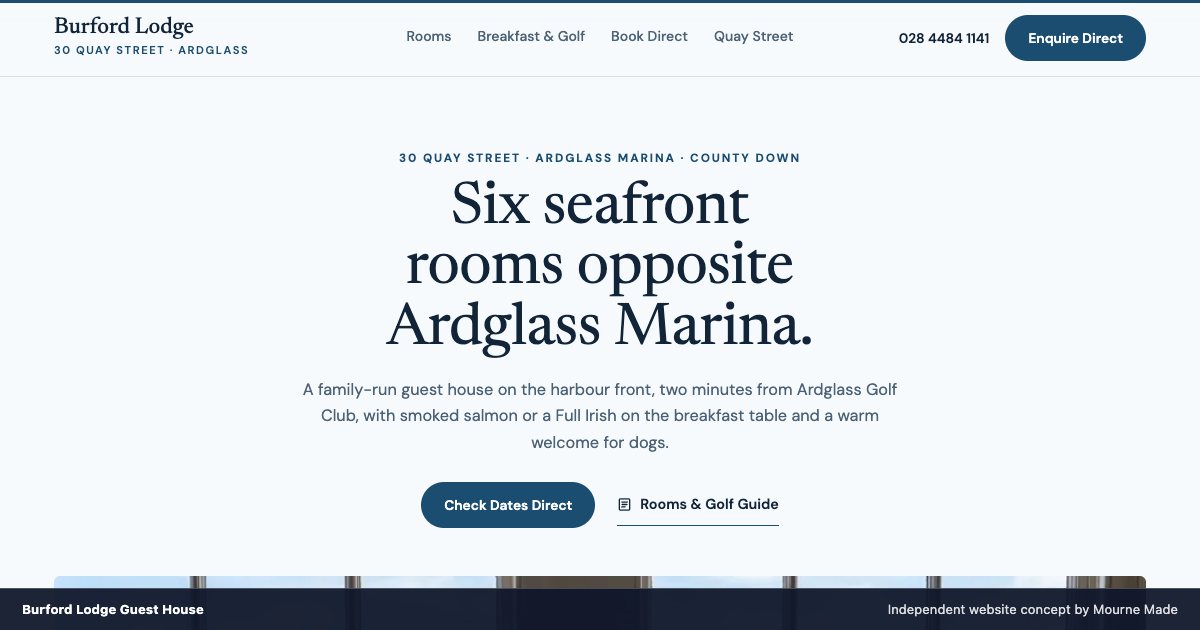 Burford Lodge
30 QUAY STREET · ARDGLASS
Rooms
Breakfast & Golf
Book Direct
Quay Street
028 4484 1141
Enquire Direct
30 QUAY STREET · ARDGLASS MARINA · COUNTY DOWN
Six seafront
rooms opposite
Ardglass Marina.
A family-run guest house on the harbour front, two minutes from Ardglass Golf
Club, with smoked salmon or a Full Irish on the breakfast table and a warm
welcome for dogs.
Check Dates Direct
Rooms & Golf Guide
Burford Lodge Guest House
Independent website concept by Mourne Made